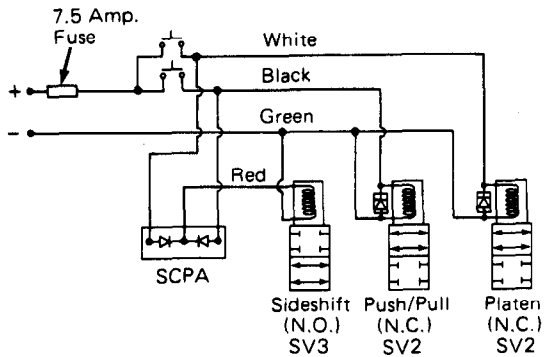 7.5 Amp.
Fuse
White
Black
+
Green
-
Red
SCPA
Sideshift
(N.O.)
SV3
Push/Pull
(N.C.)
SV2
Platen
(N.C.)
SV2